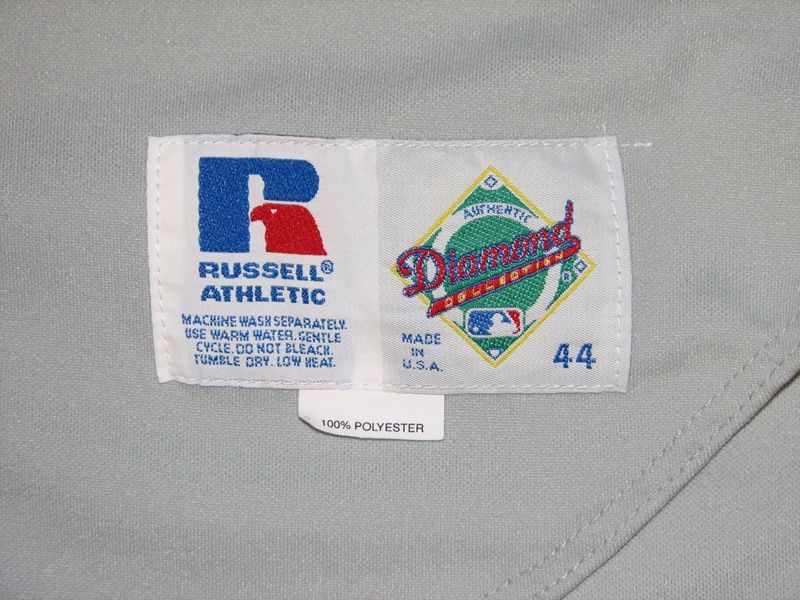 RUSSELL®
ATHLETIC
MACHINE WASH SEPARATELY.
USE WARM WATER. GENTLE
CYCLE. DO NOT BLEACH.
TUMBLE DRY. LOW HEAT.
AUTHENTIC
Diamond
COLLECTION
®
MADE
IN
U.S.A.
44
100% POLYESTER